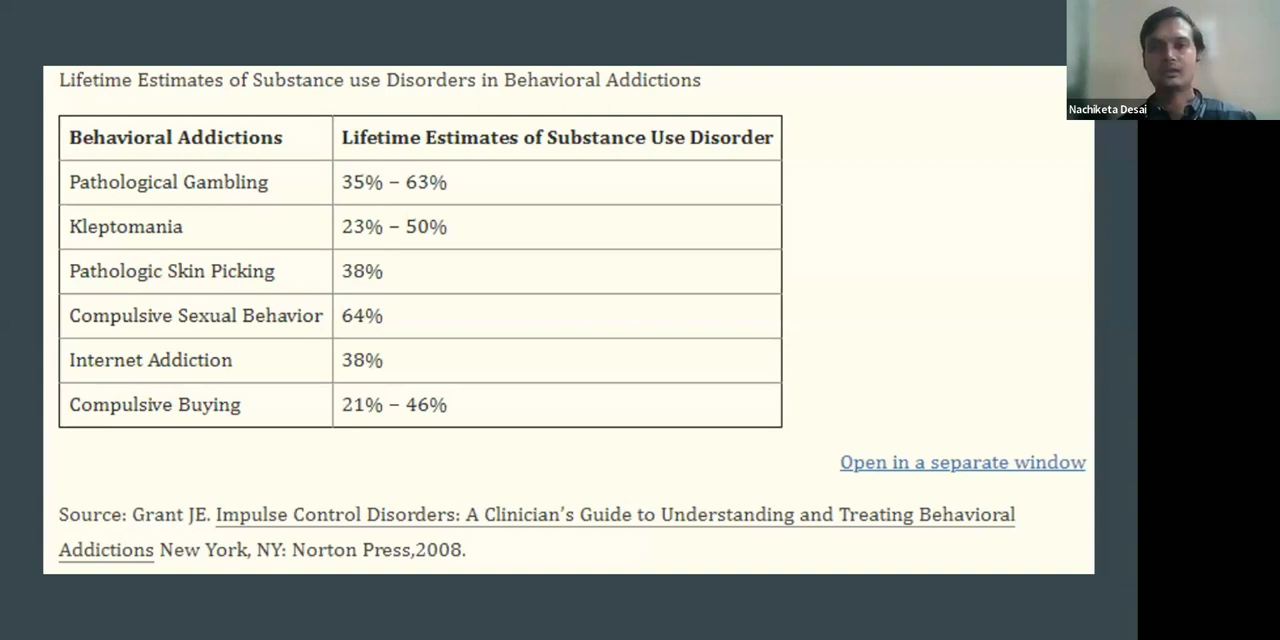 Lifetime Estimates of Substance use Disorders in Behavioral Addictions
Behavioral Addictions Lifetime Estimates of Substance Use Disorder
Pathological Gambling 35% – 63%
Kleptomania 23% – 50%
Pathologic Skin Picking 38%
Compulsive Sexual Behavior 64%
Internet Addiction 38%
Compulsive Buying 21% – 46%
Open in a separate window
Source: Grant JE. Impulse Control Disorders: A Clinician’s Guide to Understanding and Treating Behavioral
Addictions New York, NY: Norton Press,2008.
Nachiketa Desai